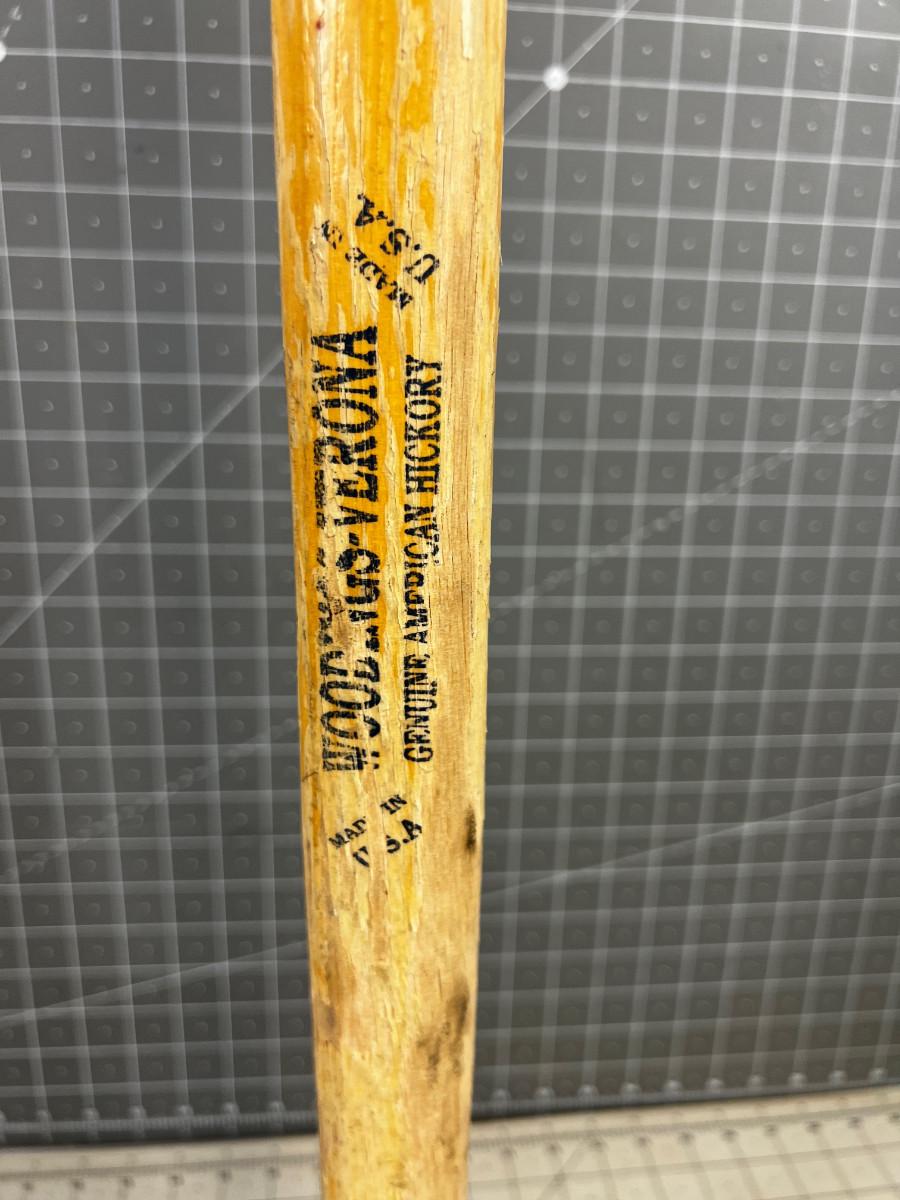 MADE IN
U.S.A
WOODINGS-VERONA
GENUINE AMERICAN HICKORY
MADE IN
U.S.A